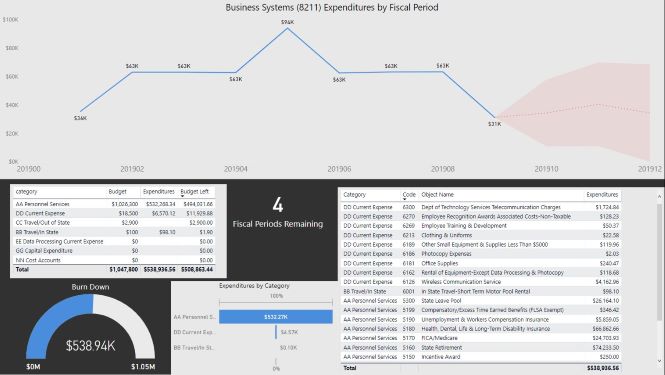 Business Systems (8211) Expenditures by Fiscal Period
$100K
$94K
$80K
$63K $63K $63K $63K
$60K
$63K $63K
$40K
$36K
$31K
$20K
$0K
201900 201902 201904 201906 201908 201910 201912
category Budget Expenditures Budget Left
AA Personnel Services $1,026,300 $532,268.34 $494,031.66
DD Current Expense $18,500 $6,570.12 $11,929.88
CC Travel/Out of State $2,900 $2,900.00
BB Travel/In State $100 $98.10 $1.90
EE Data Processing Current Expense $0 $0.00
GG Capital Expenditure $0 $0.00
NN Cost Accounts $0 $0.00
Total $1,047,800 $538,936.56 $508,863.44
4
Fiscal Periods Remaining
Category Code Object Name Expenditures
DD Current Expense 6300 Dept of Technology Services Telecommunication Charges $1,724.84
DD Current Expense 6270 Employee Recognition Awards Associated Costs-Non-Taxable $128.23
DD Current Expense 6269 Employee Training & Development $50.37
DD Current Expense 6213 Clothing & Uniforms $22.58
DD Current Expense 6189 Other Small Equipment & Supplies Less Than $5000 $119.96
DD Current Expense 6186 Photocopy Expenses $2.03
DD Current Expense 6181 Office Supplies $240.47
DD Current Expense 6162 Rental of Equipment-Except Data Processing & Photocopy $118.68
DD Current Expense 6126 Wireless Communication Service $4,162.96
BB Travel/In State 6001 In State Travel-Short Term Motor Pool Rental $98.10
AA Personnel Services 5300 State Leave Pool $26,164.10
AA Personnel Services 5199 Compensatory/Excess Time Earned Benefits (FLSA Exempt) $346.42
AA Personnel Services 5190 Unemployment & Workers Compensation Insurance $5,859.05
AA Personnel Services 5180 Health, Dental, Life & Long-Term Disability Insurance $66,862.66
AA Personnel Services 5170 FICA/Medicare $24,703.93
AA Personnel Services 5160 State Retirement $74,233.50
AA Personnel Services 5150 Incentive Award $250.00
Total $538,936.56
Burn Down
$538.94K
$0M $1.05M
Expenditures by Category
100%
AA Personnel S... $532.27K
DD Current Exp... $6.57K
BB Travel/In St... $0.10K
0%